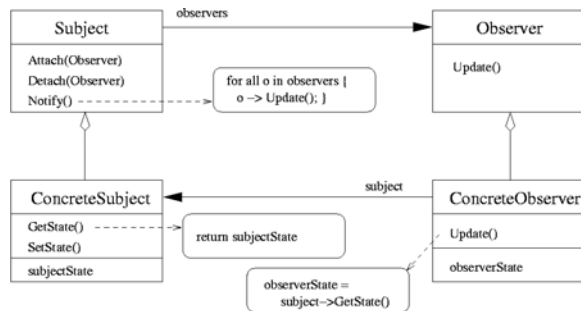 Subject
observers
Observer
Attach(Observer)
Detach(Observer)
Notify()
for all o in observers {
o -> Update(); }
Update()
ConcreteSubject
subject
ConcreteObserver
GetState()
SetState()
subjectState
return subjectState
Update()
observerState
observerState =
subject->GetState()